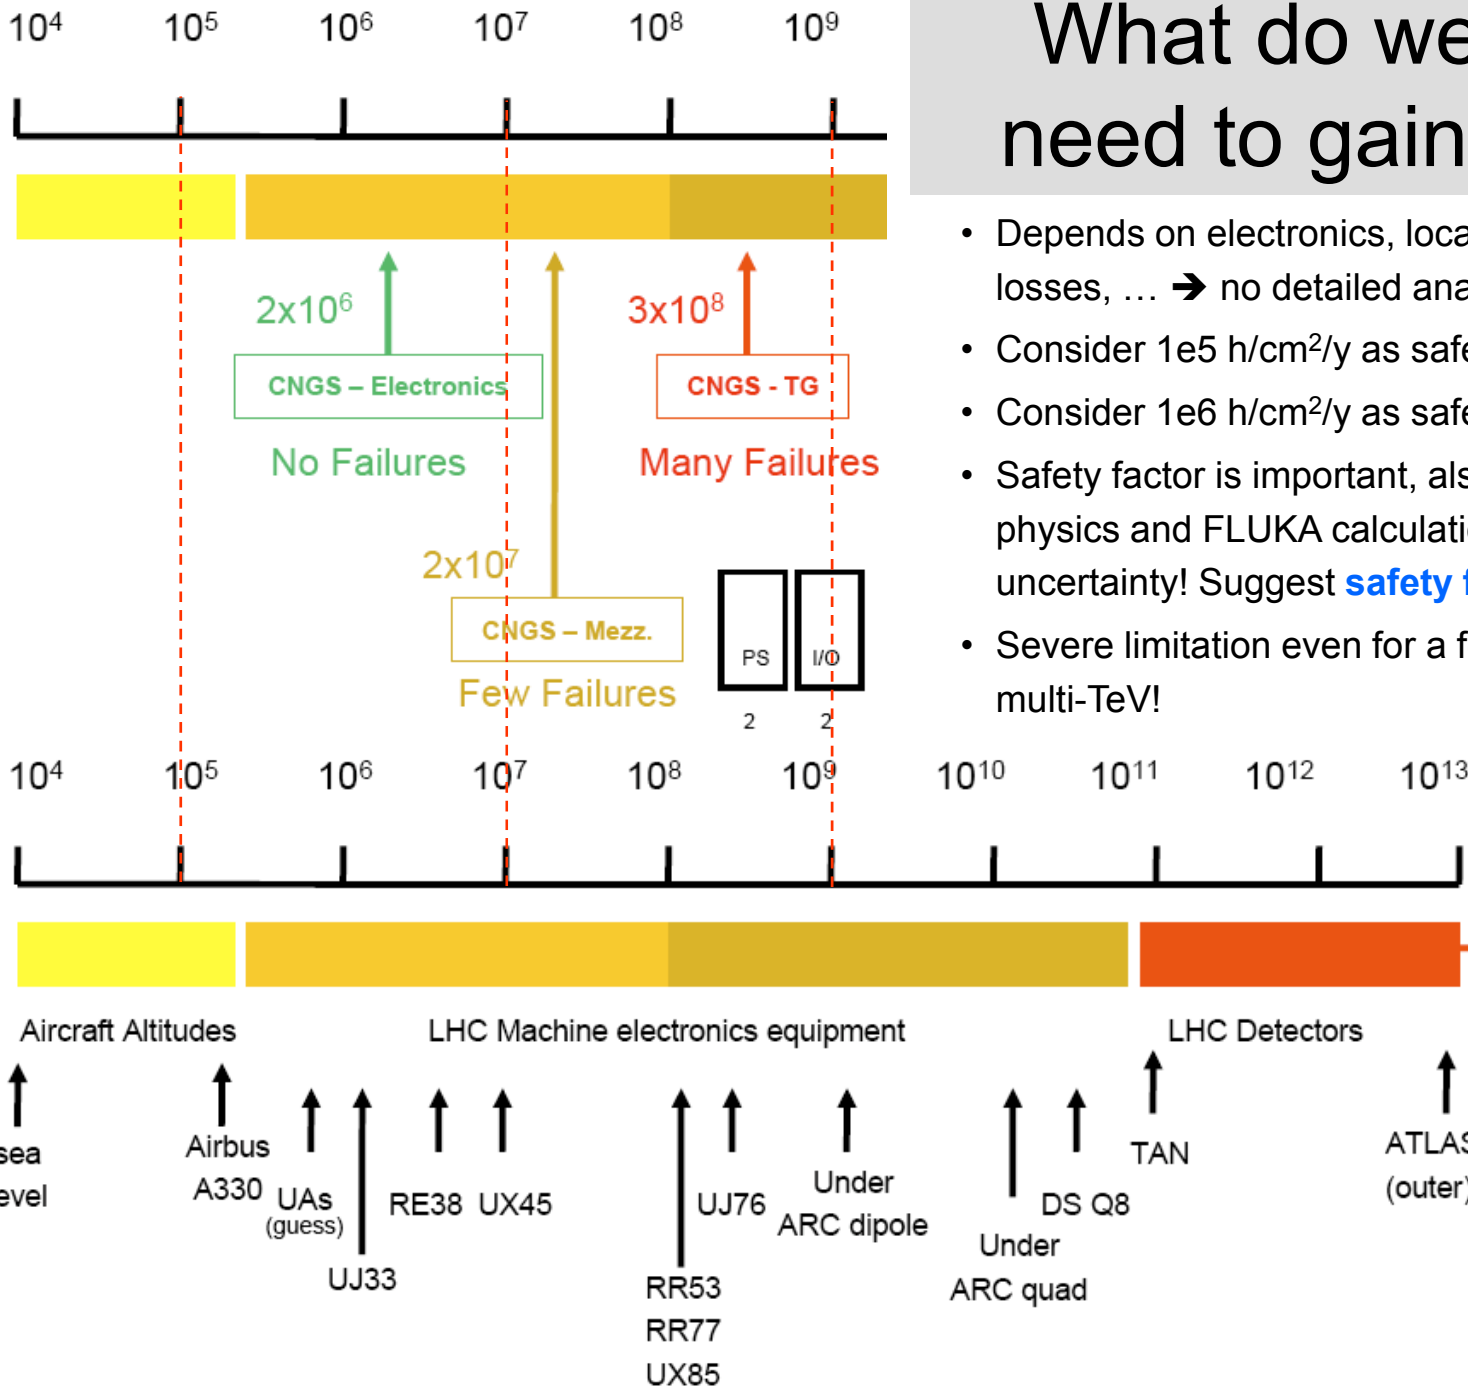 10⁴ 10⁵ 10⁶ 10⁷ 10⁸ 10⁹
What do we
need to gain
• Depends on electronics, loca
losses, … ➔ no detailed ana
• Consider 1e5 h/cm²/y as safe
• Consider 1e6 h/cm²/y as safe
• Safety factor is important, als
physics and FLUKA calculati
uncertainty! Suggest safety f
• Severe limitation even for a f
multi-TeV!
2x10⁶
CNGS – Electronics
No Failures
3x10⁸
CNGS - TG
Many Failures
2x10⁷
CNGS – Mezz.
Few Failures
PS I/O
2 2
10⁴ 10⁵ 10⁶ 10⁷ 10⁸ 10⁹ 10¹⁰ 10¹¹ 10¹² 10¹³
Aircraft Altitudes LHC Machine electronics equipment LHC Detectors
sea
evel
Airbus
A330
UAs
(guess)
UJ33
RE38 UX45
RR53
RR77
UX85
UJ76
Under
ARC dipole
Under
ARC quad
DS Q8
TAN
ATLAS
(outer)